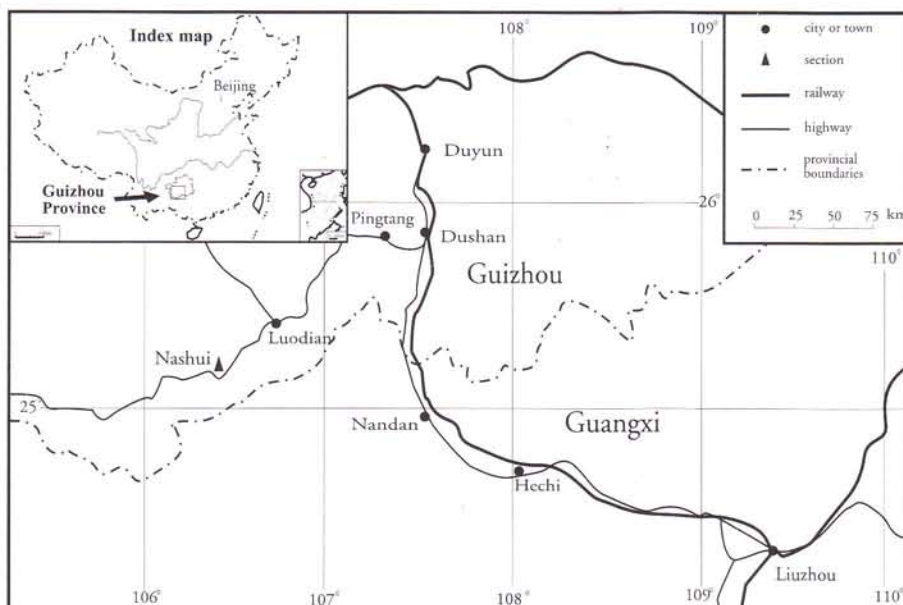 Index map
Beijing
Guizhou
Province
108°
109°
city or town
section
railway
highway
provincial
boundaries
0 25 50 75 km
Duyun
26°
Pingtang
Dushan
110°
Guizhou
Luodian
Nashui
25°
Nandan
Guangxi
Hechi
Liuzhou
106°
107°
108°
109°
110°